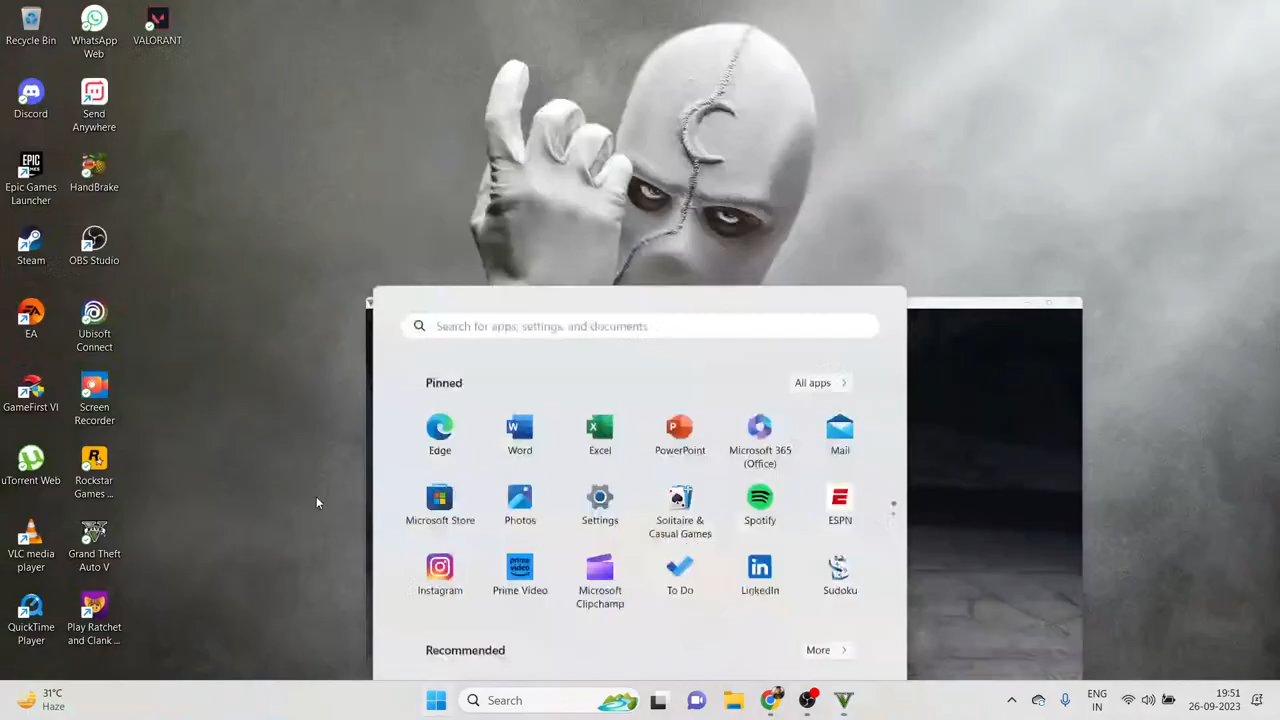 Recycle Bin
WhatsApp
Web
VALORANT
Discord
Send
Anywhere
EPIC
GAMES
Epic Games
Launcher
HandBrake
Steam
OBS Studio
EA
Ubisoft
Connect
GameFirst VI
Screen
Recorder
uTorrent Web
Rockstar
Games ...
VLC media
player
Grand Theft
Auto V
QuickTime
Player
Play Ratchet
and Clank ...
Search for apps, settings, and documents
Pinned
All apps
Edge
Word
Excel
PowerPoint
Microsoft 365
(Office)
Mail
Microsoft Store
Photos
Settings
Solitaire &
Casual Games
Spotify
ESPN
prime
video
Instagram
Prime Video
Microsoft
Clipchamp
To Do
LinkedIn
Sudoku
Recommended
More
31°C
Haze
Search
ENG
IN
19:51
26-09-2023